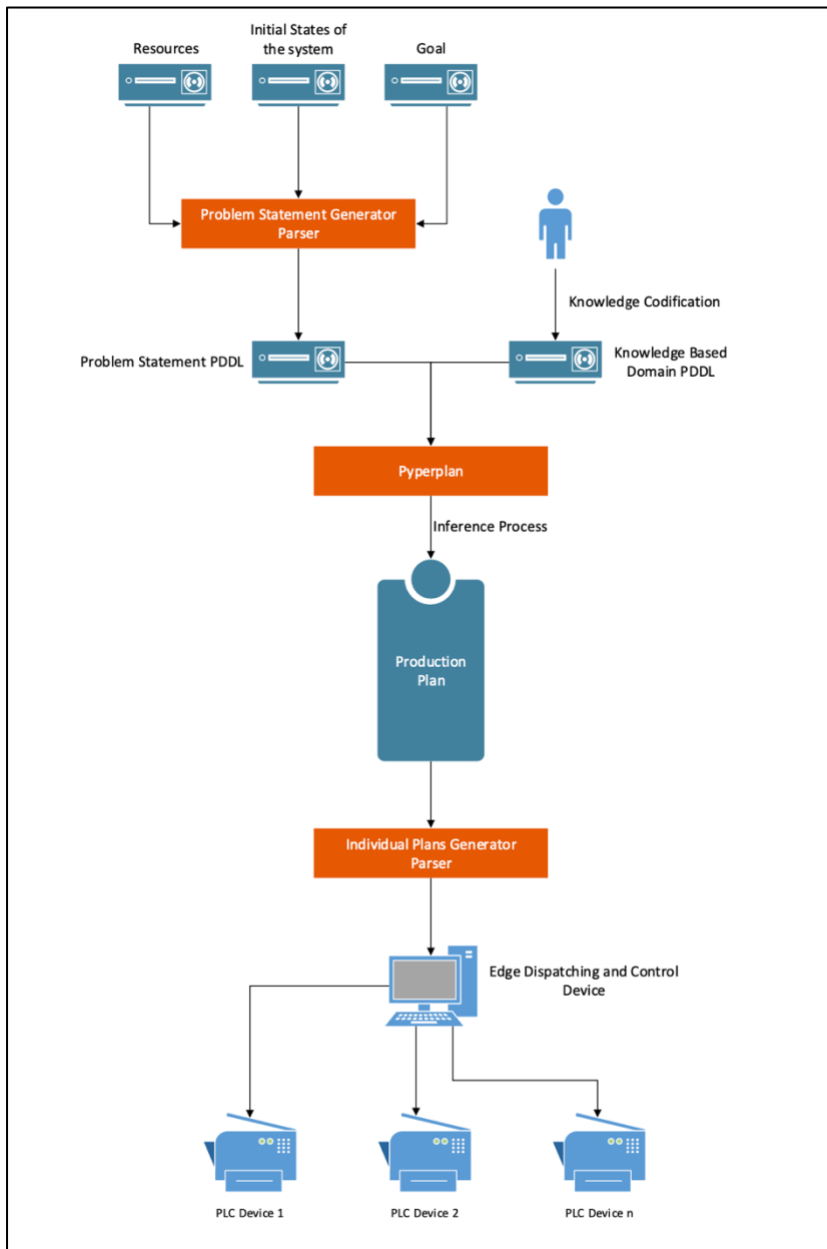 Resources
Initial States of
the system
Goal
Problem Statement Generator
Parser
Knowledge Codification
Problem Statement PDDL
Knowledge Based
Domain PDDL
Pyperplan
Inference Process
Production
Plan
Individual Plans Generator
Parser
Edge Dispatching and Control
Device
PLC Device 1
PLC Device 2
PLC Device n